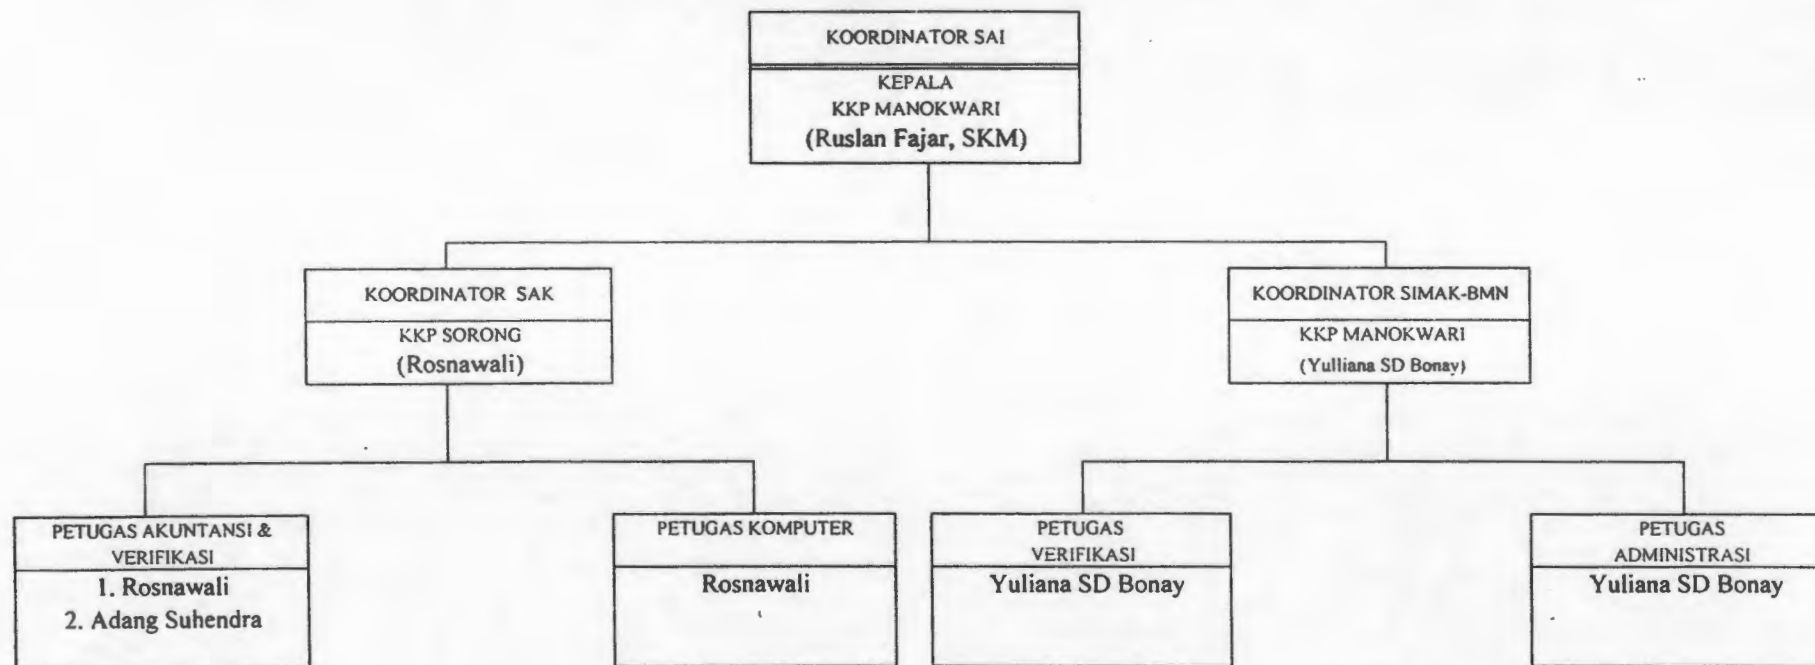 KOORDINATOR SAI
KEPALA
KKP MANOKWARI
(Ruslan Fajar, SKM)
KOORDINATOR SAK
KKP SORONG
(Rosnawali)
KOORDINATOR SIMAK-BMN
KKP MANOKWARI
(Yulliana SD Bonay)
PETUGAS AKUNTANSI &
VERIFIKASI
1. Rosnawali
2. Adang Suhendra
PETUGAS KOMPUTER
Rosnawali
PETUGAS
VERIFIKASI
Yuliana SD Bonay
PETUGAS
ADMINISTRASI
Yuliana SD Bonay